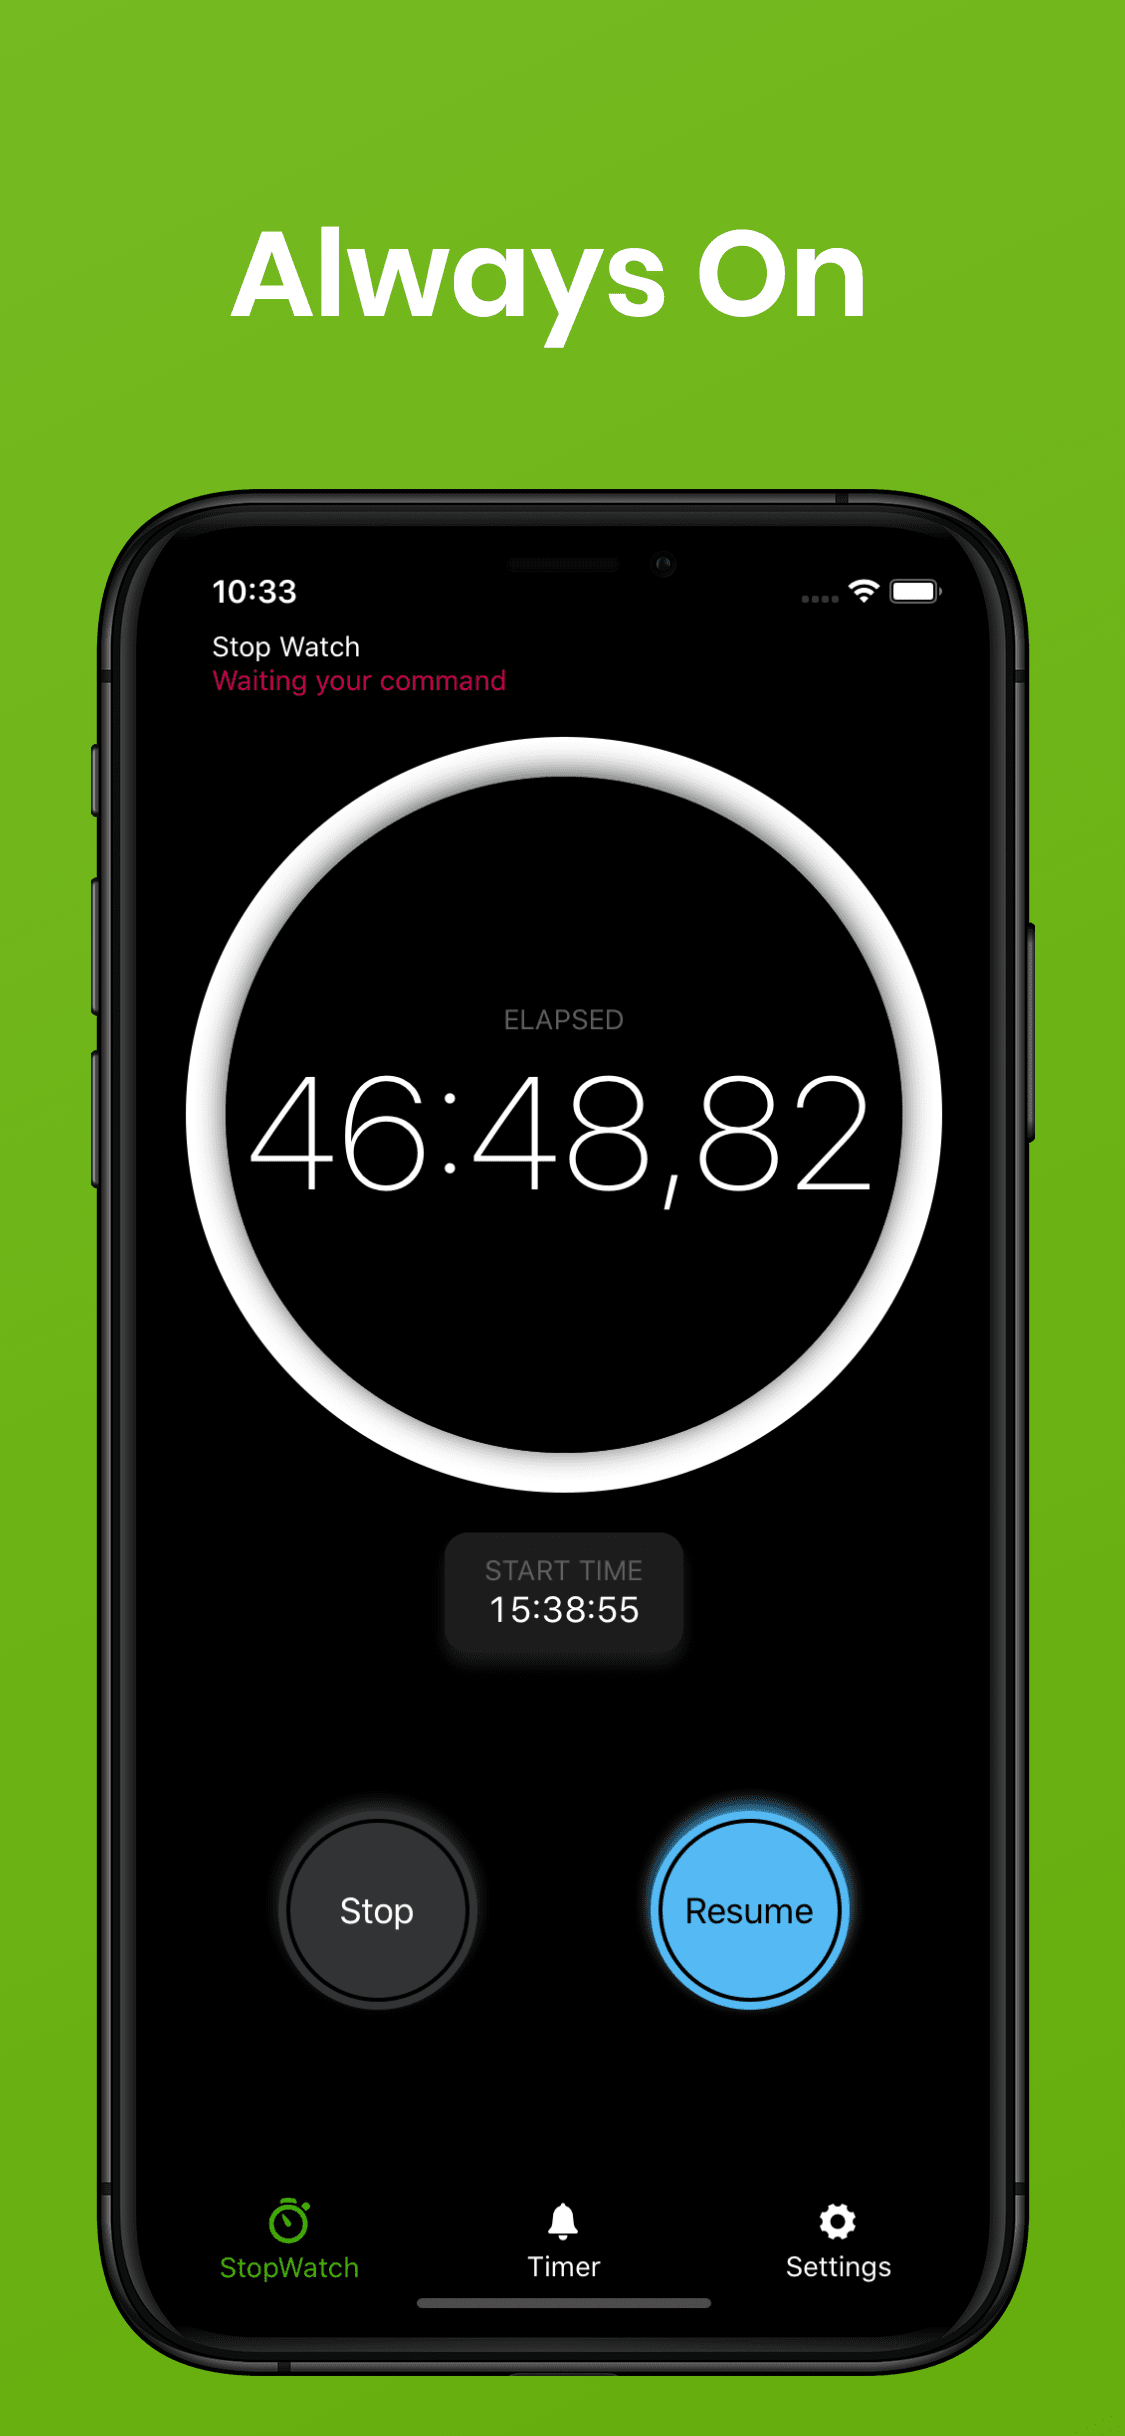 Always On
10:33
Stop Watch
Waiting your command
ELAPSED
46:48,82
START TIME
15:38:55
Stop
Resume
StopWatch
Timer
Settings